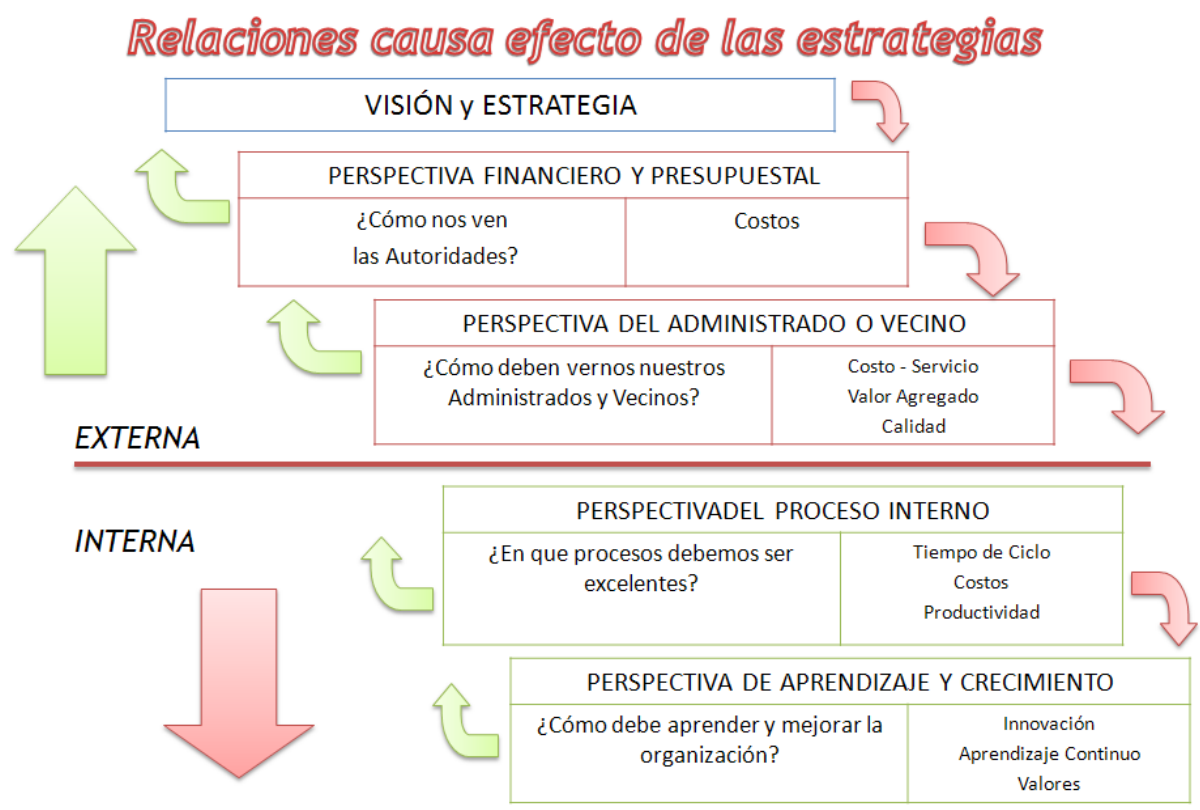 Relaciones causa efecto de las estrategias
VISIÓN y ESTRATEGIA
PERSPECTIVA FINANCIERO Y PRESUPUESTAL
¿Cómo nos ven
las Autoridades?
Costos
PERSPECTIVA DEL ADMINISTRADO O VECINO
¿Cómo deben vernos nuestros
Administrados y Vecinos?
Costo - Servicio
Valor Agregado
Calidad
EXTERNA
INTERNA
PERSPECTIVADEL PROCESO INTERNO
¿En que procesos debemos ser
excelentes?
Tiempo de Ciclo
Costos
Productividad
PERSPECTIVA DE APRENDIZAJE Y CRECIMIENTO
¿Cómo debe aprender y mejorar la
organización?
Innovación
Aprendizaje Continuo
Valores